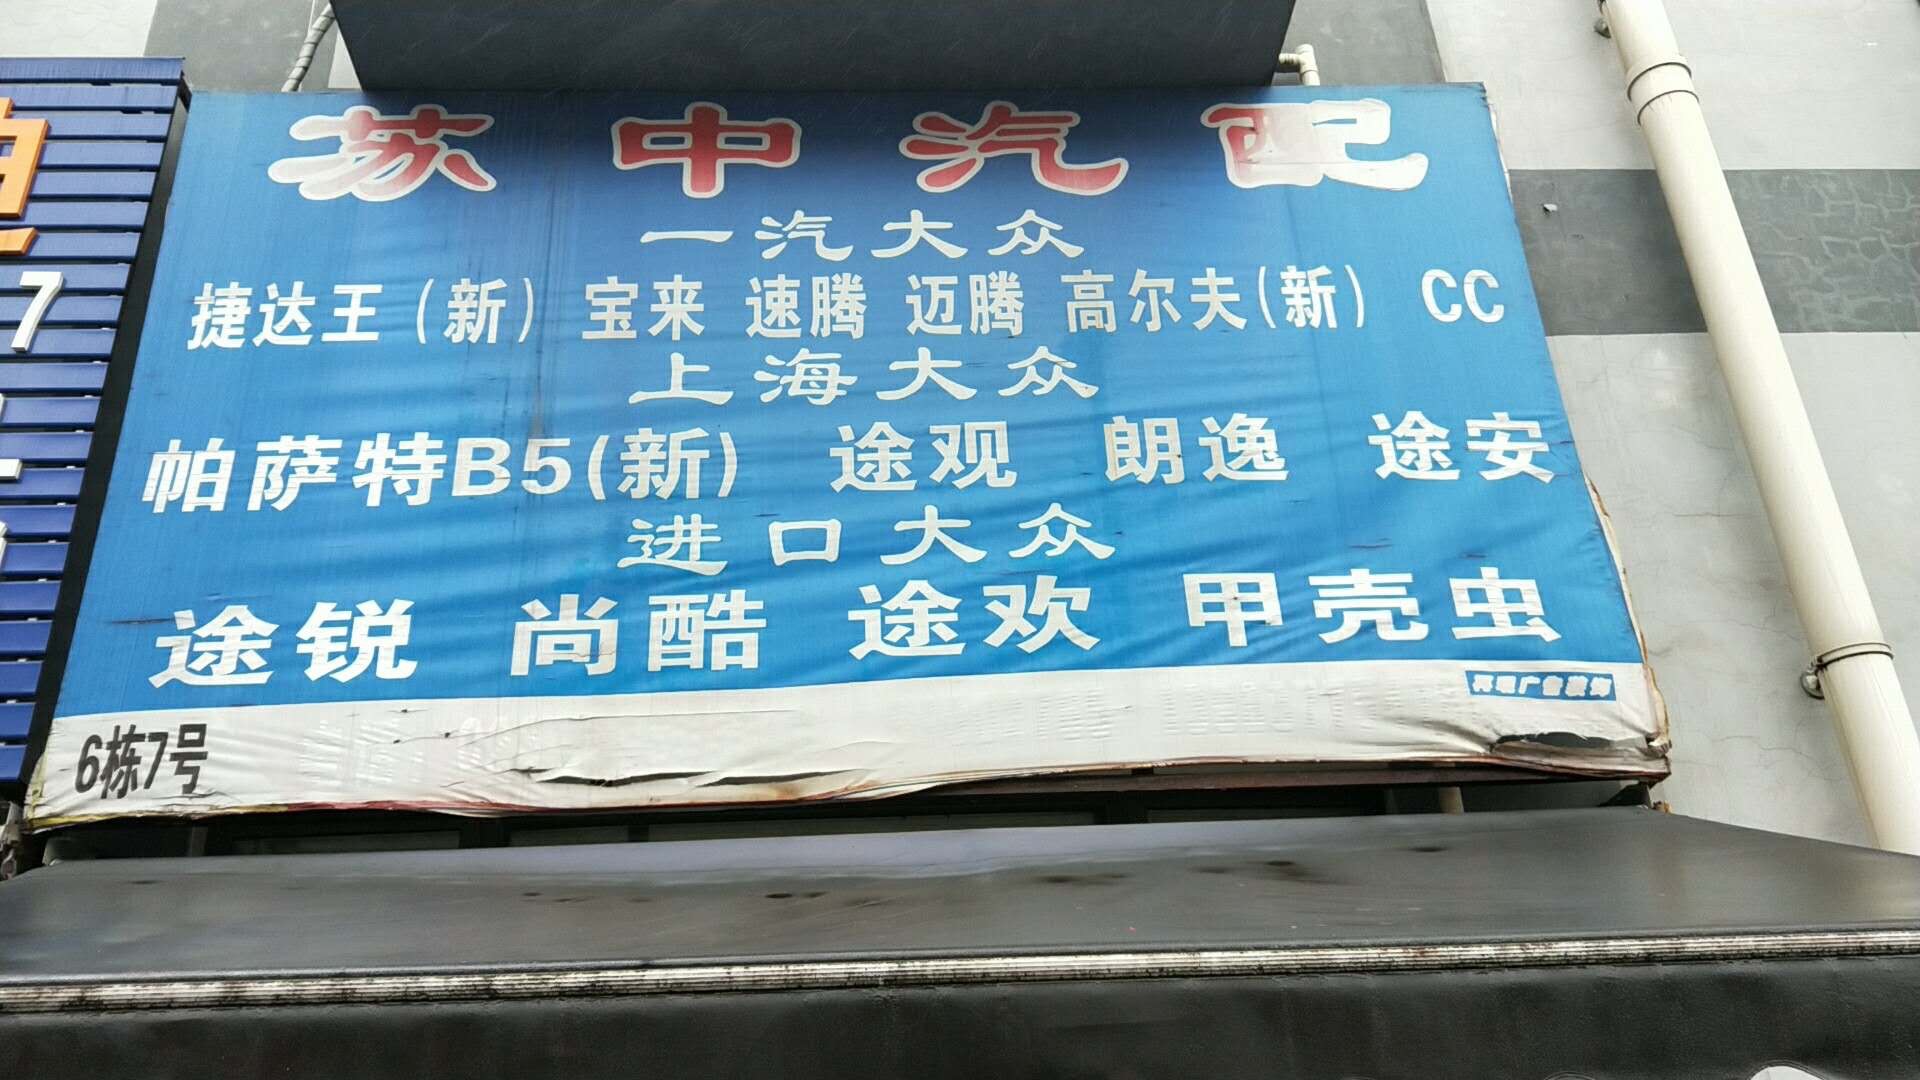 苏中汽配
一汽大众
捷达王（新） 宝来 速腾 迈腾 高尔夫(新） CC
上海大众
帕萨特B5(新) 途观 朗逸 途安
进口大众
途锐 尚酷 途欢 甲壳虫
6栋7号
7